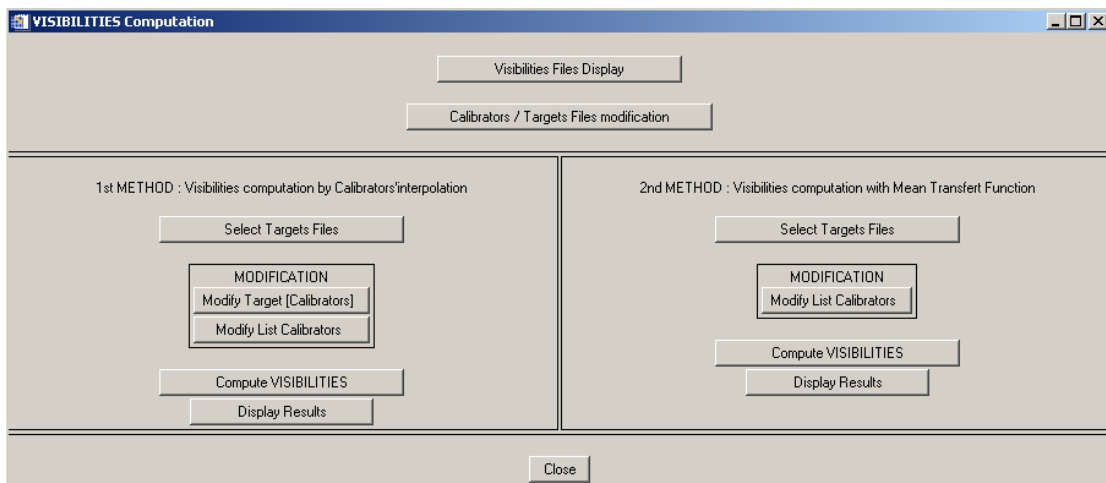 VISIBILITIES Computation
Visibilities Files Display
Calibrators / Targets Files modification
1st METHOD : Visibilities computation by Calibrators'interpolation
Select Targets Files
MODIFICATION
Modify Target [Calibrators]
Modify List Calibrators
Compute VISIBILITIES
Display Results
2nd METHOD : Visibilities computation with Mean Transfert Function
Select Targets Files
MODIFICATION
Modify List Calibrators
Compute VISIBILITIES
Display Results
Close